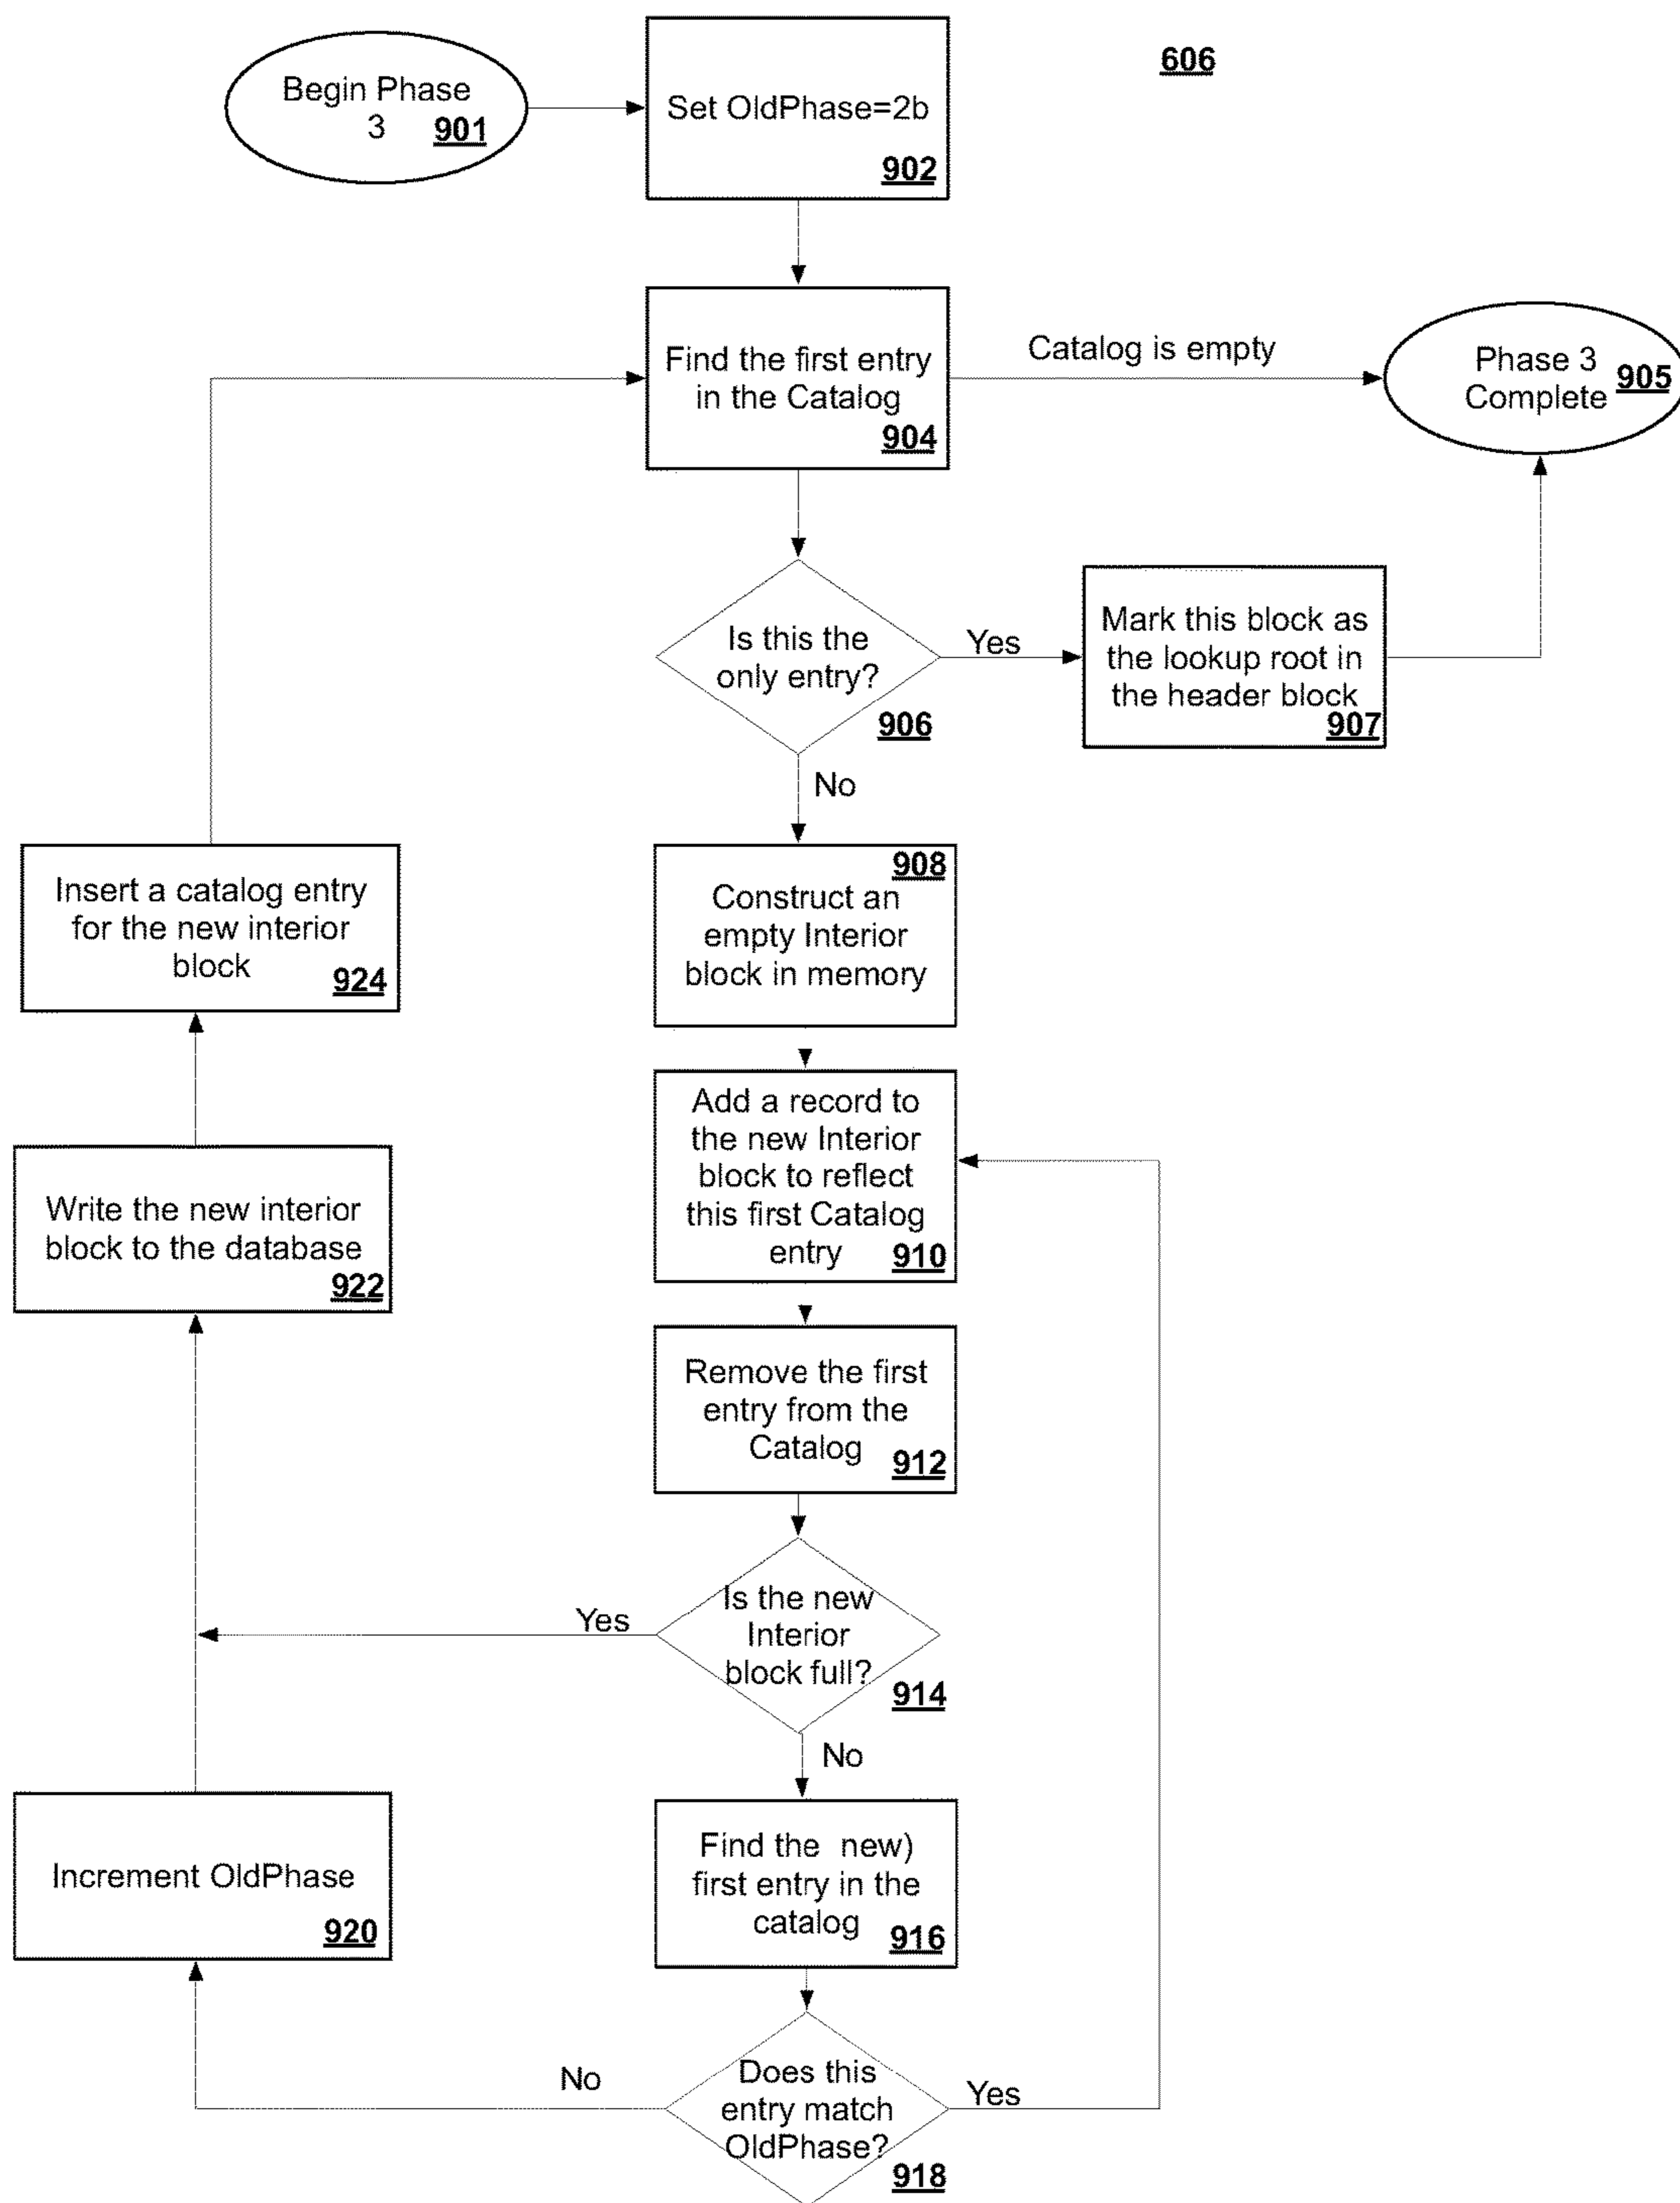 606
Begin Phase
3 901
Set OldPhase=2b
902
Find the first entry
in the Catalog
904
Catalog is empty
Phase 3
Complete 905
Is this the
only entry?
906
Yes
Mark this block as
the lookup root in
the header block
907
No
908
Construct an
empty Interior
block in memory
Insert a catalog entry
for the new interior
block 924
Add a record to
the new Interior
block to reflect
this first Catalog
entry 910
Write the new interior
block to the database
922
Remove the first
entry from the
Catalog 912
Is the new
Interior
block full?
914
Yes
No
Increment OldPhase
920
Find the new)
first entry in the
catalog 916
Does this
entry match
OldPhase?
918
No
Yes